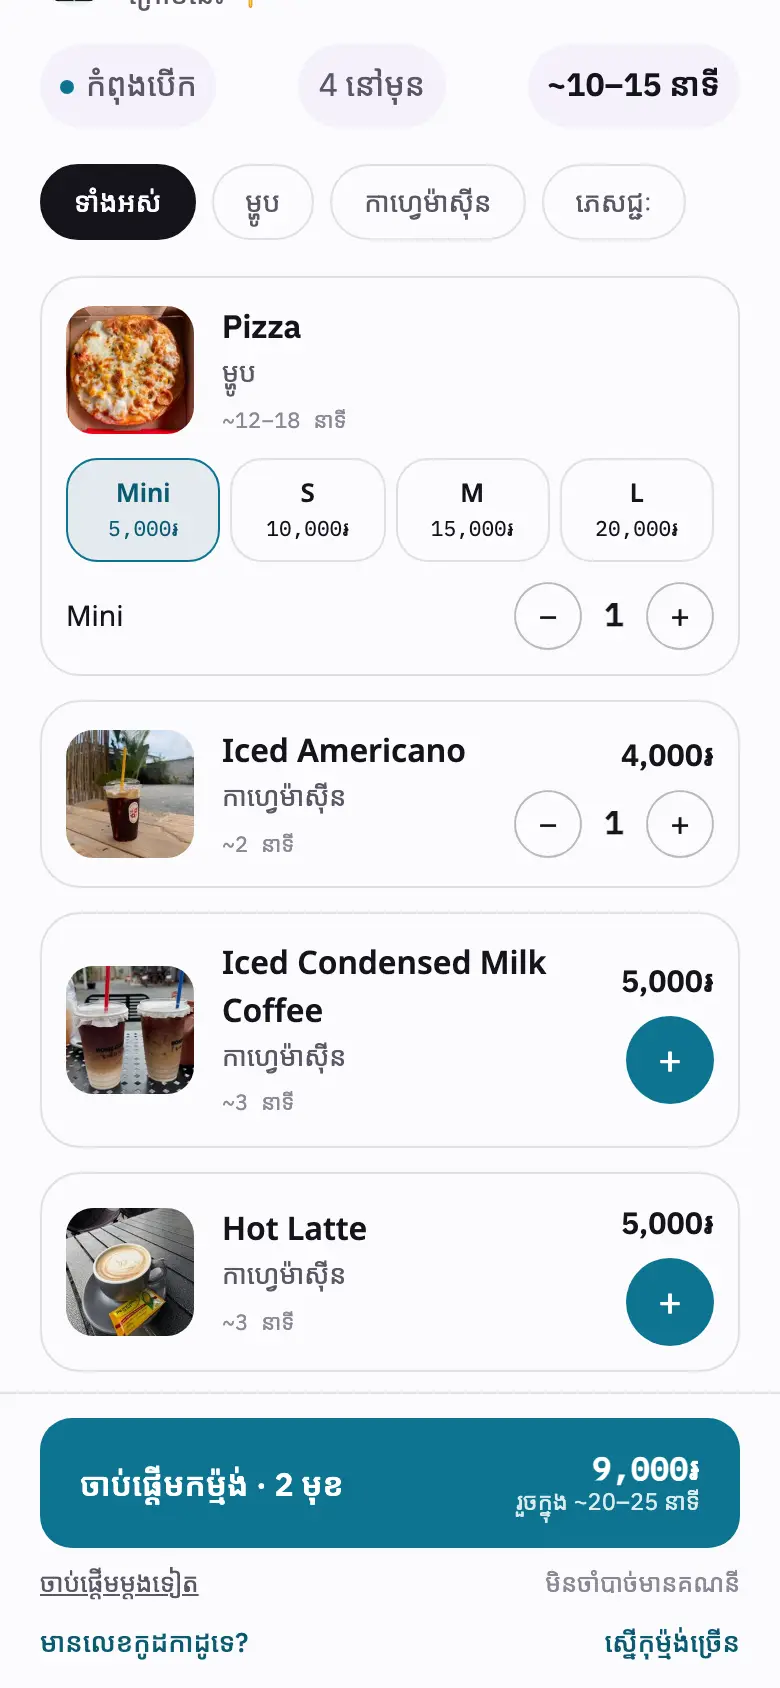 កំពុងបើក
4 នៅមុន
~10–15 នាទី
ទាំងអស់
ម្ហូប
កាហ្វេម៉ាស៊ីន
ភេសជ្ជៈ
Pizza
ម្ហូប
~12–18 នាទី
Mini
5,000៛
S
10,000៛
M
15,000៛
L
20,000៛
Mini
− 1 +
Iced Americano
4,000៛
កាហ្វេម៉ាស៊ីន
~2 នាទី
− 1 +
Iced Condensed Milk
Coffee
5,000៛
កាហ្វេម៉ាស៊ីន
~3 នាទី
+
Hot Latte
5,000៛
កាហ្វេម៉ាស៊ីន
~3 នាទី
+
ចាប់ផ្ដើមកម្ម៉ង់ · 2 មុខ
9,000៛
រួចក្នុង ~20–25 នាទី
ចាប់ផ្ដើមម្ដងទៀត
មិនចាំបាច់មានគណនី
មានលេខកូដកាដូទេ?
ស្នើកុម្ម៉ង់ច្រើន